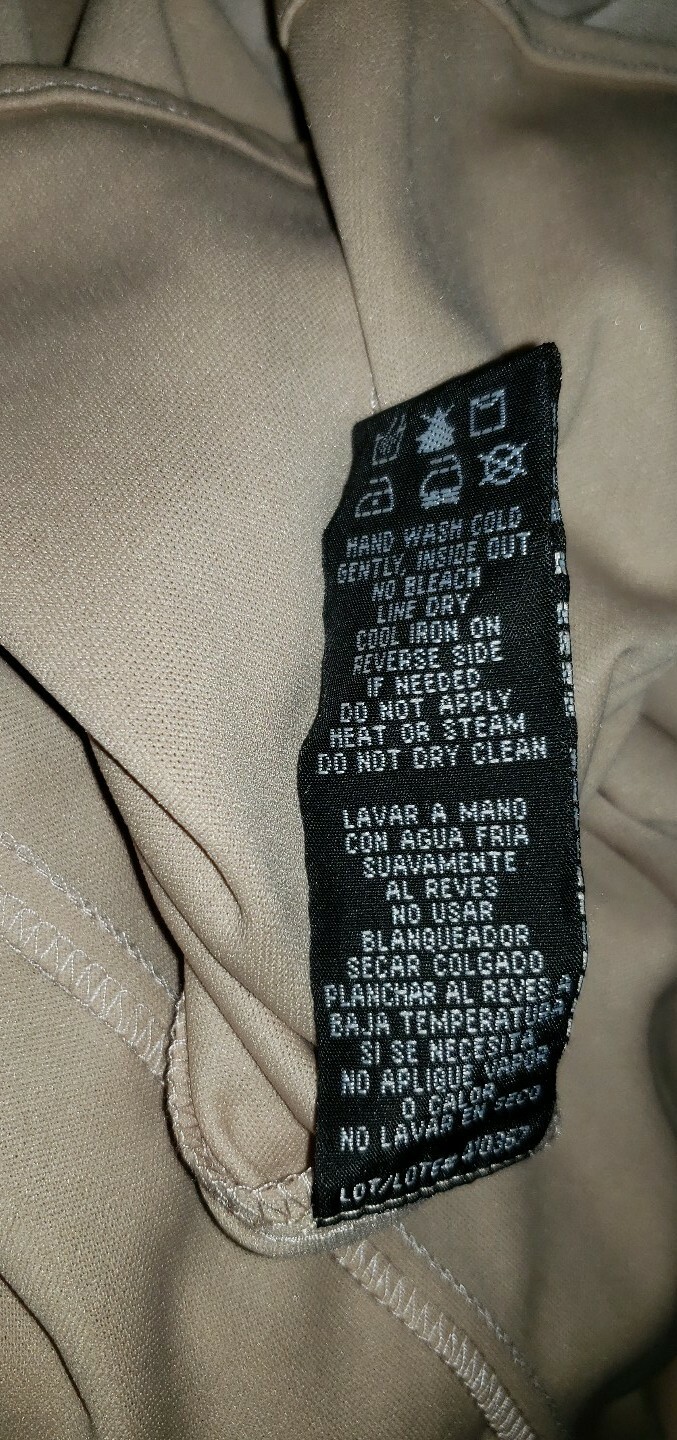 HAND WASH COLD
GENTLY, INSIDE OUT
NO BLEACH
LINE DRY
COOL IRON ON
REVERSE SIDE
IF NEEDED
DO NOT APPLY
HEAT OR STEAM
DO NOT DRY CLEAN
LAVAR A MANO
CON AGUA FRIA
SUAVAMENTE
AL REVES
NO USAR
BLANQUEADOR
SECAR COLGADO
PLANCHAR AL REVES A
BAJA TEMPERATURA
SI SE NECESITA
NO APLIQUE VAPOR
O CALOR
NO LAVAR EN SECO
LOT/LOTE#